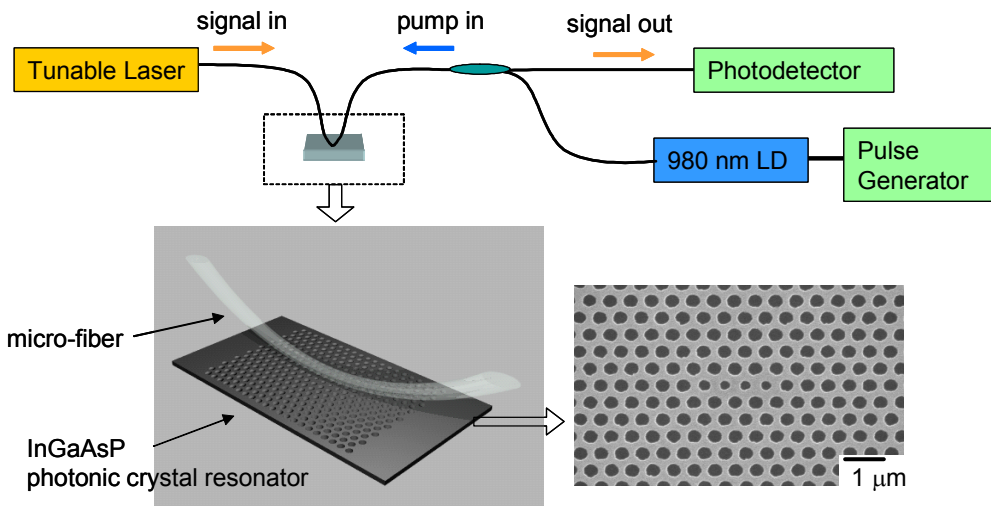 signal in
pump in
signal out
Tunable Laser
Photodetector
980 nm LD
Pulse
Generator
micro-fiber
InGaAsP
photonic crystal resonator
1 μm